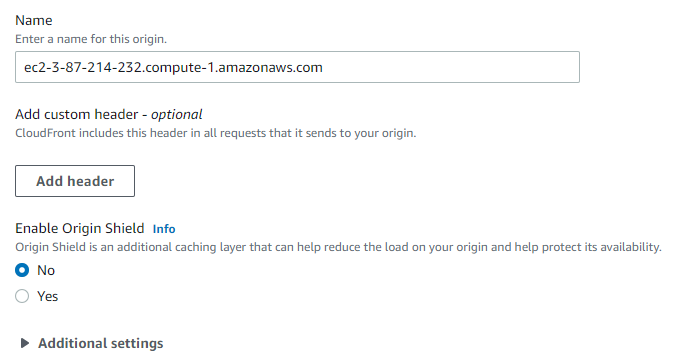 Name
Enter a name for this origin.
ec2-3-87-214-232.compute-1.amazonaws.com
Add custom header - optional
CloudFront includes this header in all requests that it sends to your origin.
Add header
Enable Origin Shield Info
Origin Shield is an additional caching layer that can help reduce the load on your origin and help protect its availability.
No
Yes
Additional settings